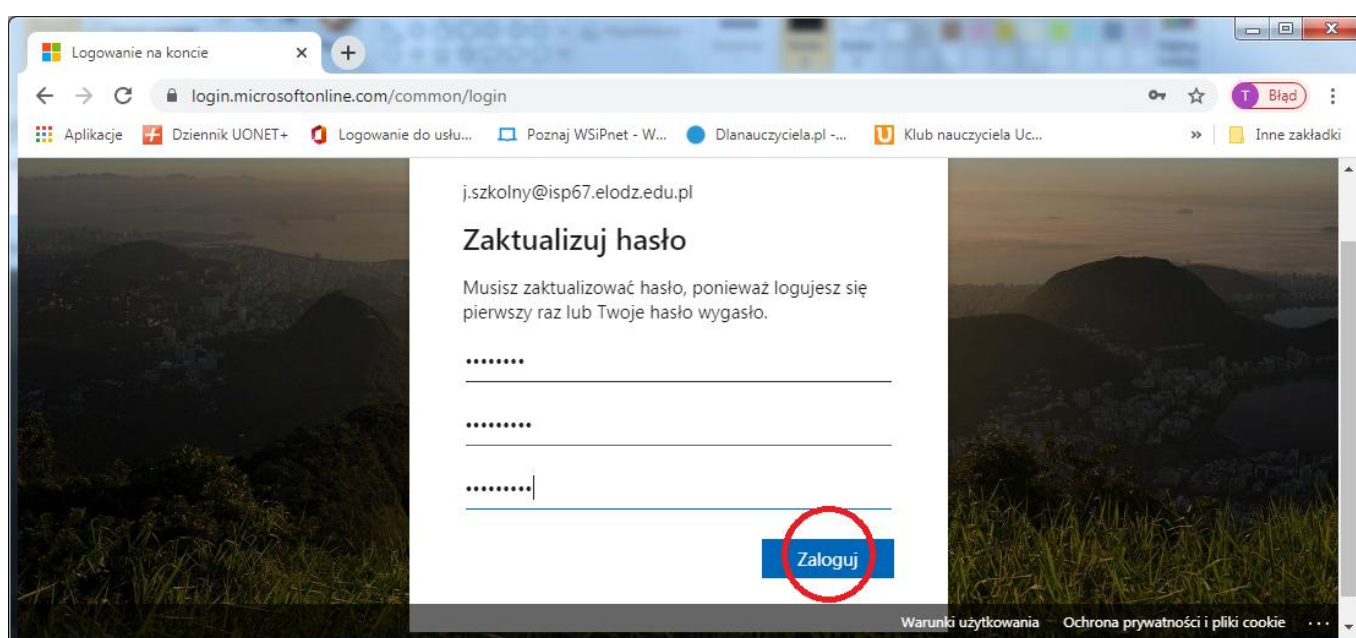 Logowanie na koncie
login.microsoftonline.com/common/login
T Błąd
Aplikacje Dziennik UONET+ Logowanie do usłu... Poznaj WSiPnet - W... Dlanauczyciela.pl -... Klub nauczyciela Uc... » Inne zakładki
j.szkolny@isp67.elodz.edu.pl
Zaktualizuj hasło
Musisz zaktualizować hasło, ponieważ logujesz się
pierwszy raz lub Twoje hasło wygasło.
••••••••
•••••••••
•••••••••
Zaloguj
Warunki użytkowania Ochrona prywatności i pliki cookie ...